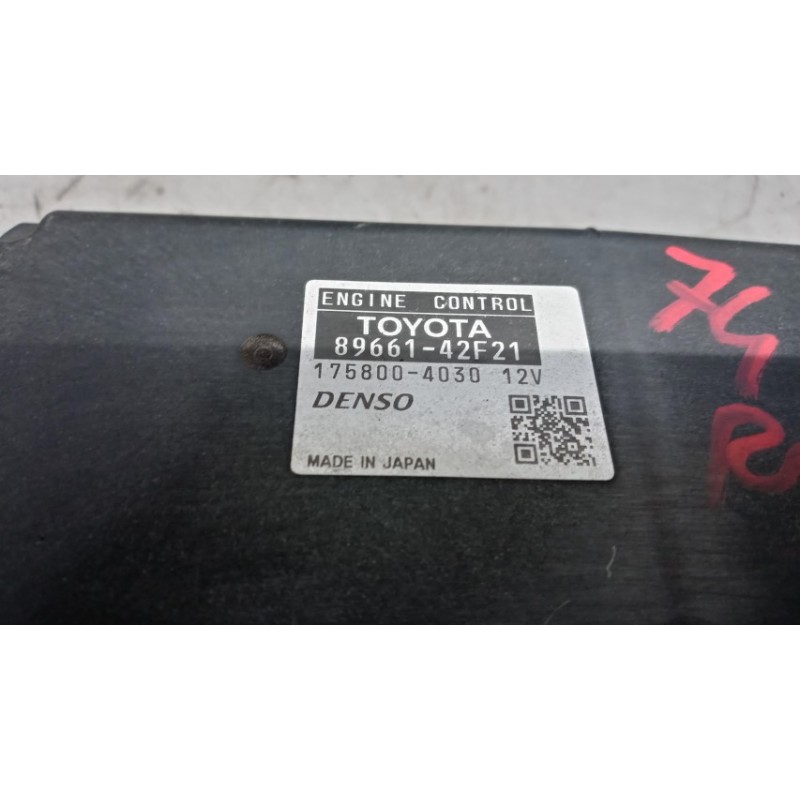 ENGINE CONTROL
TOYOTA
89661-42F21
175800-4030 12V
DENSO
MADE IN JAPAN